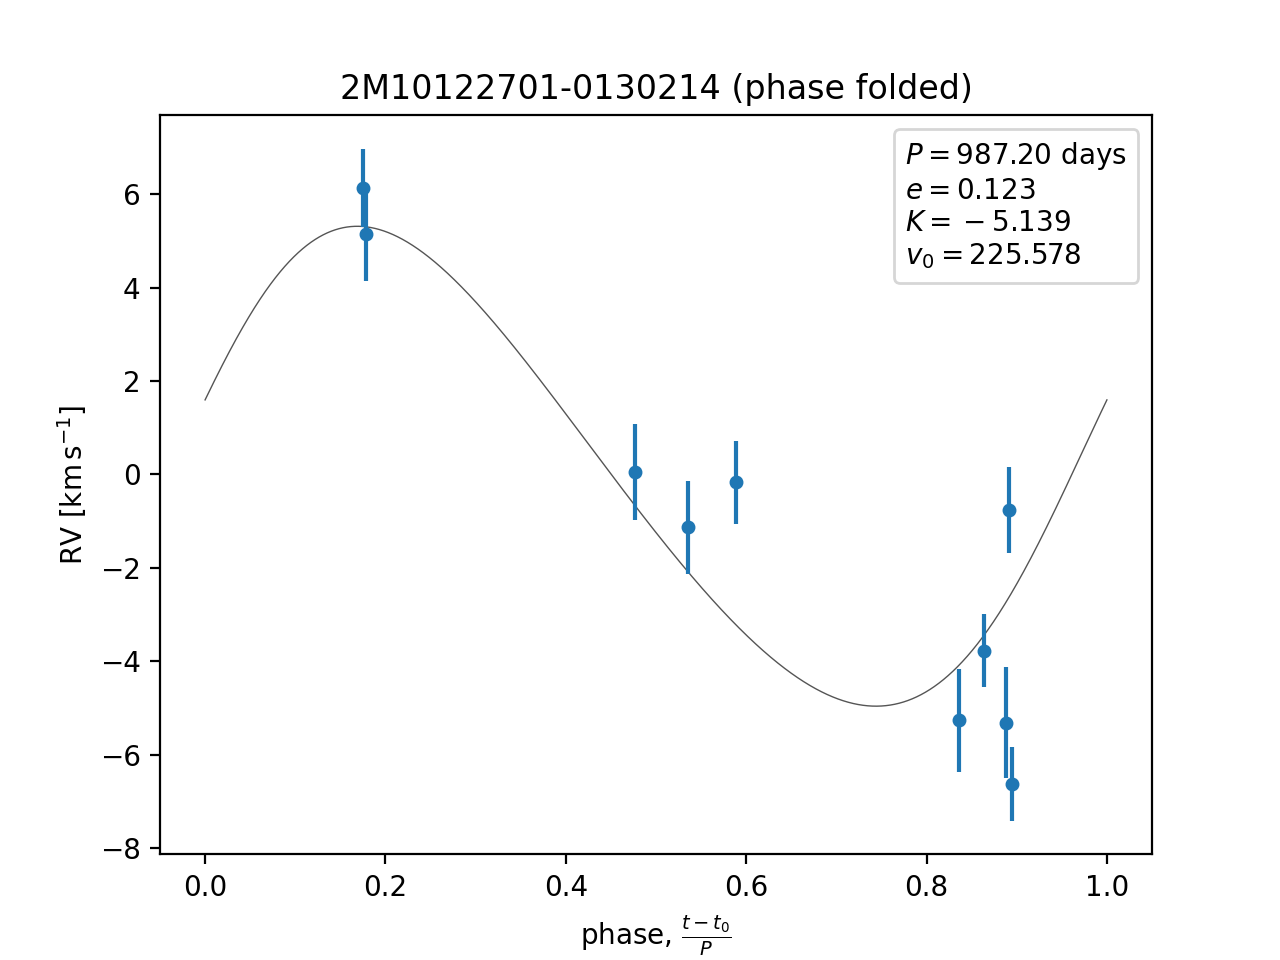 2M10122701-0130214 (phase folded)
P = 987.20 days
e = 0.123
K = −5.139
v₀ = 225.578
RV [km s⁻¹]
6
4
2
0
−2
−4
−6
−8
0.0 0.2 0.4 0.6 0.8 1.0
phase, (t − t₀)/P